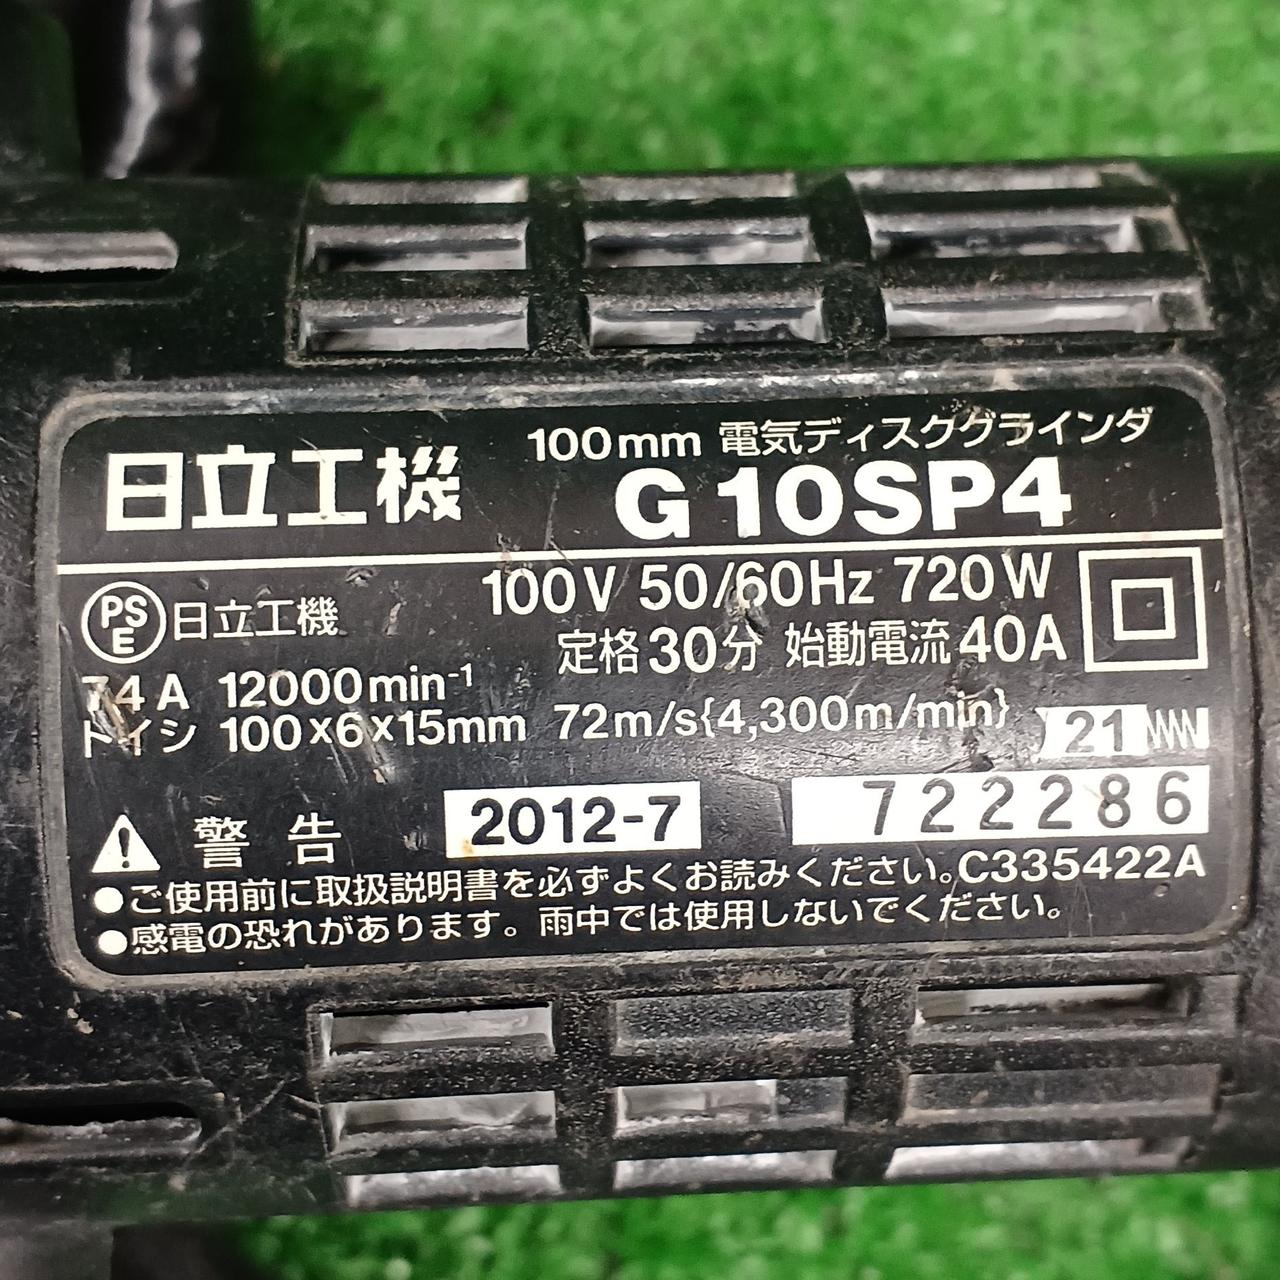 100mm 電気ディスクグラインダ
日立工機 G10SP4
100V 50/60Hz 720W
PSE 日立工機
定格30分 始動電流40A
7.4A 12000min⁻¹
トイシ 100×6×15mm 72m/s{4,300m/min} 21
警告 2012-7 722286
●ご使用前に取扱説明書を必ずよくお読みください。C335422A
●感電の恐れがあります。雨中では使用しないでください。